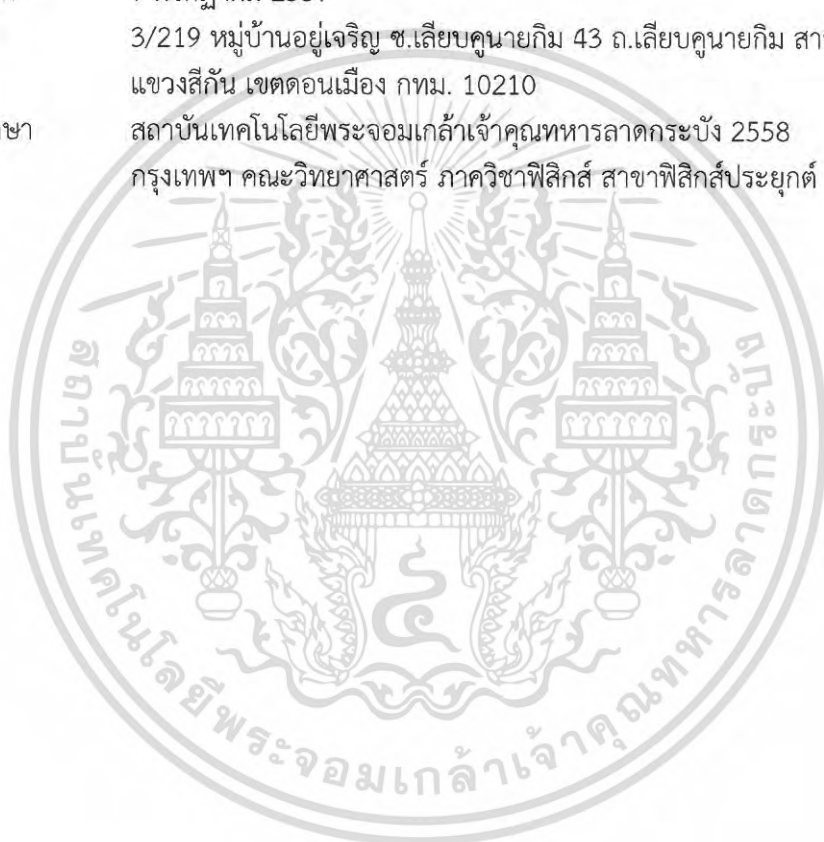 3/219 หมู่บ้านอยู่เจริญ ซ.เลียบคูนายกิม 43 ถ.เลียบคูนายกิม
แขวงสีกัน เขตดอนเมือง กทม. 10210
สถาบันเทคโนโลยีพระจอมเกล้าเจ้าคุณทหารลาดกระบัง 2558
กรุงเทพฯ คณะวิทยาศาสตร์ ภาควิชาฟิสิกส์ สาขาฟิสิกส์ประยุกต์
สถาบันเทคโนโลยีพระจอมเกล้าเจ้าคุณทหารลาดกระบัง
๔